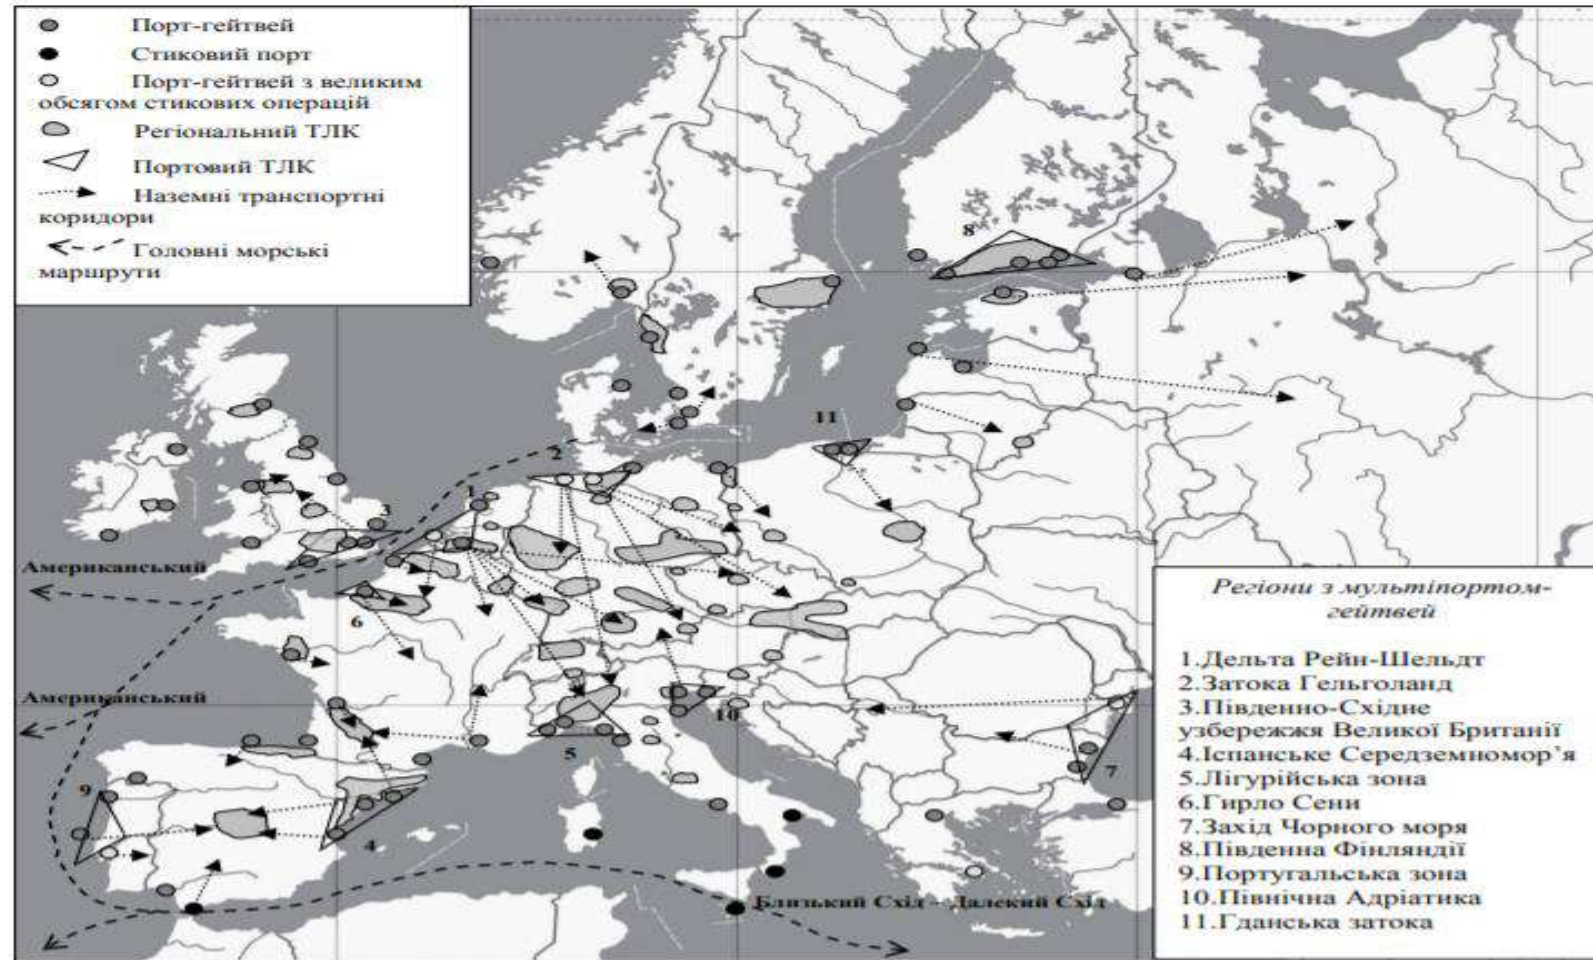 Порт-гейтвей
Стиковий порт
Порт-гейтвей з великим
обсягом стикових операцій
Регіональний ТЛК
Портовий ТЛК
Наземні транспортні
коридори
Головні морські
маршрути
8
11
2
1
3
Американський
6
Американський
10
5
7
9
4
Близький Схід – Далекий Схід
Регіони з мультіпортом-
гейтвей
1.Дельта Рейн-Шельдт
2.Затока Гельголанд
3.Південно-Східне
узбережжя Великої Британії
4.Іспанське Середземномор’я
5.Лігурійська зона
6.Гирло Сени
7.Захід Чорного моря
8.Південна Фінляндії
9.Португальська зона
10.Північна Адріатика
11.Гданська затока